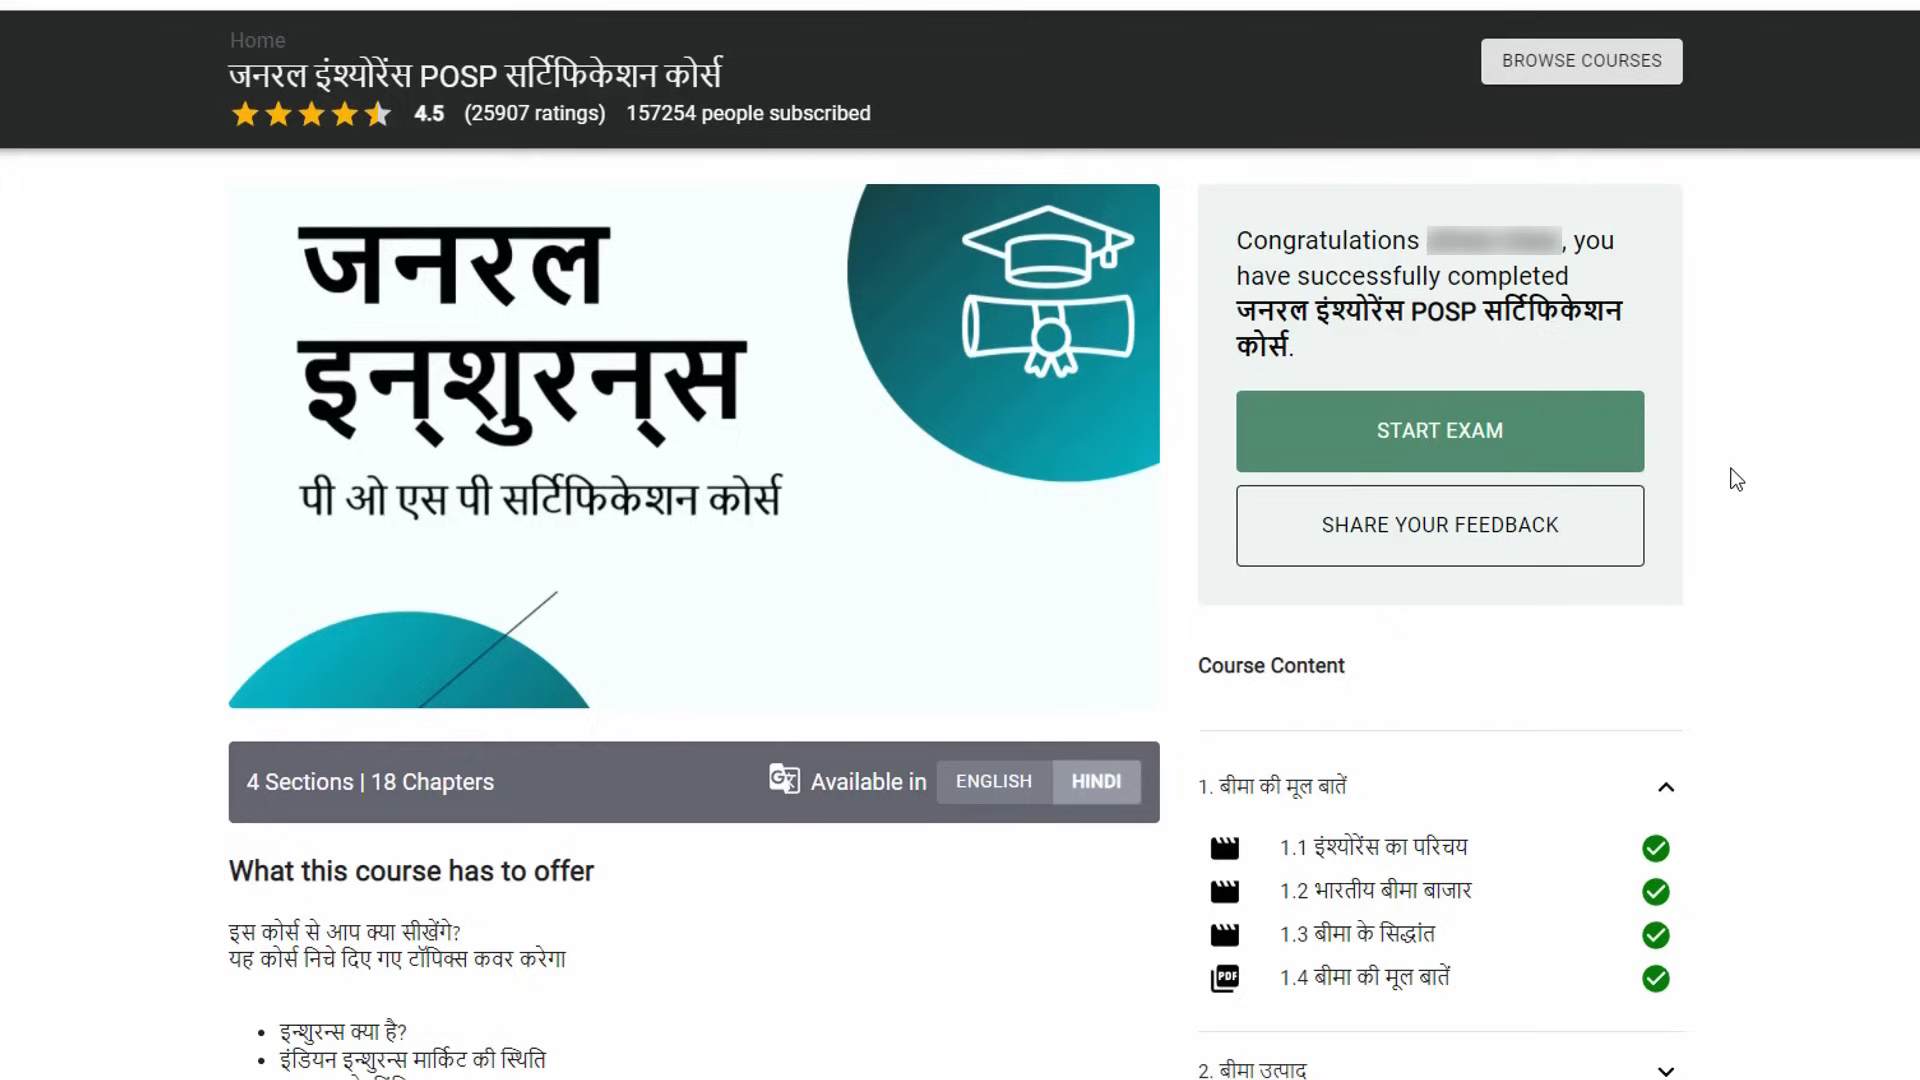 Home
जनरल इंश्योरेंस POSP सर्टिफिकेशन कोर्स
4.5 (25907 ratings) 157254 people subscribed
BROWSE COURSES
जनरल
इन्शुरन्स
पी ओ एस पी सर्टिफिकेशन कोर्स
4 Sections | 18 Chapters
Available in ENGLISH HINDI
What this course has to offer
इस कोर्स से आप क्या सीखेंगे?
यह कोर्स निचे दिए गए टॉपिक्स कवर करेगा
• इन्शुरन्स क्या है?
• इंडियन इन्शुरन्स मार्किट की स्थिति
Congratulations , you
have successfully completed
जनरल इंश्योरेंस POSP सर्टिफिकेशन
कोर्स.
START EXAM
SHARE YOUR FEEDBACK
Course Content
1. बीमा की मूल बातें
1.1 इंश्योरेंस का परिचय
1.2 भारतीय बीमा बाजार
1.3 बीमा के सिद्धांत
PDF 1.4 बीमा की मूल बातें
2. बीमा उत्पाद